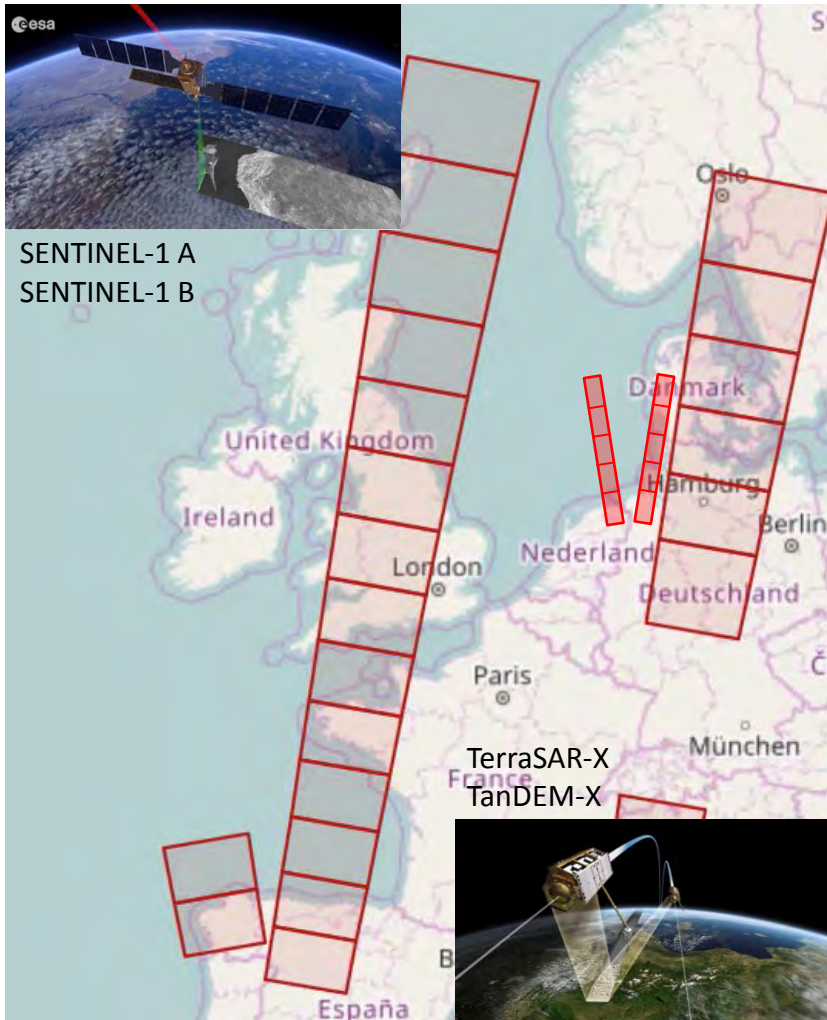 esa
S
Oslo
SENTINEL-1 A
SENTINEL-1 B
Danmark
United Kingdom
Hamburg
Ireland
Berlin
Nederland
London
Deutschland
Paris
Č
München
TerraSAR-X
France
TanDEM-X
B
España